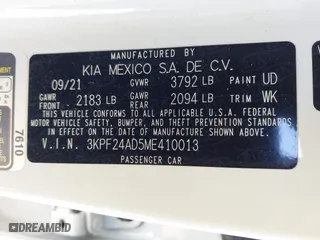 MANUFACTURED BY
KIA MEXICO S.A. DE C.V.
09/21 GVWR 3792 LB PAINT UD
GAWR FRONT 2183 LB GAWR REAR 2094 LB TRIM WK
THIS VEHICLE CONFORMS TO ALL APPLICABLE U.S. FEDERAL MOTOR
VEHICLE SAFETY, BUMPER, AND THEFT PREVENTION STANDARDS
IN EFFECT ON THE DATE OF MANUFACTURE SHOWN ABOVE.
V.I.N. 3KPF24AD5ME410013
PASSENGER CAR
7610
DREAMBID